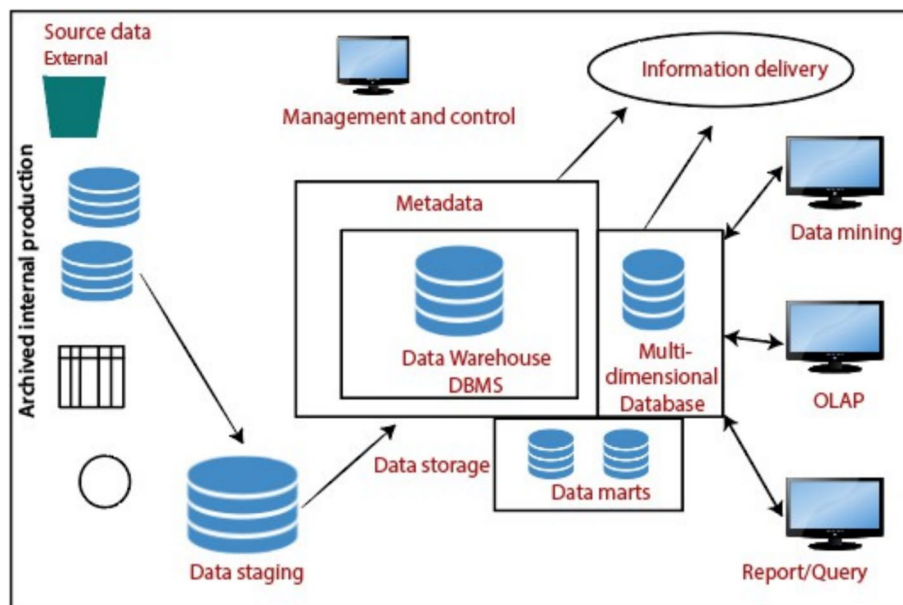 Source data
External
Archived internal production
Management and control
Information delivery
Metadata
Data Warehouse
DBMS
Multi-
dimensional
Database
Data mining
OLAP
Data storage
Data marts
Data staging
Report/Query